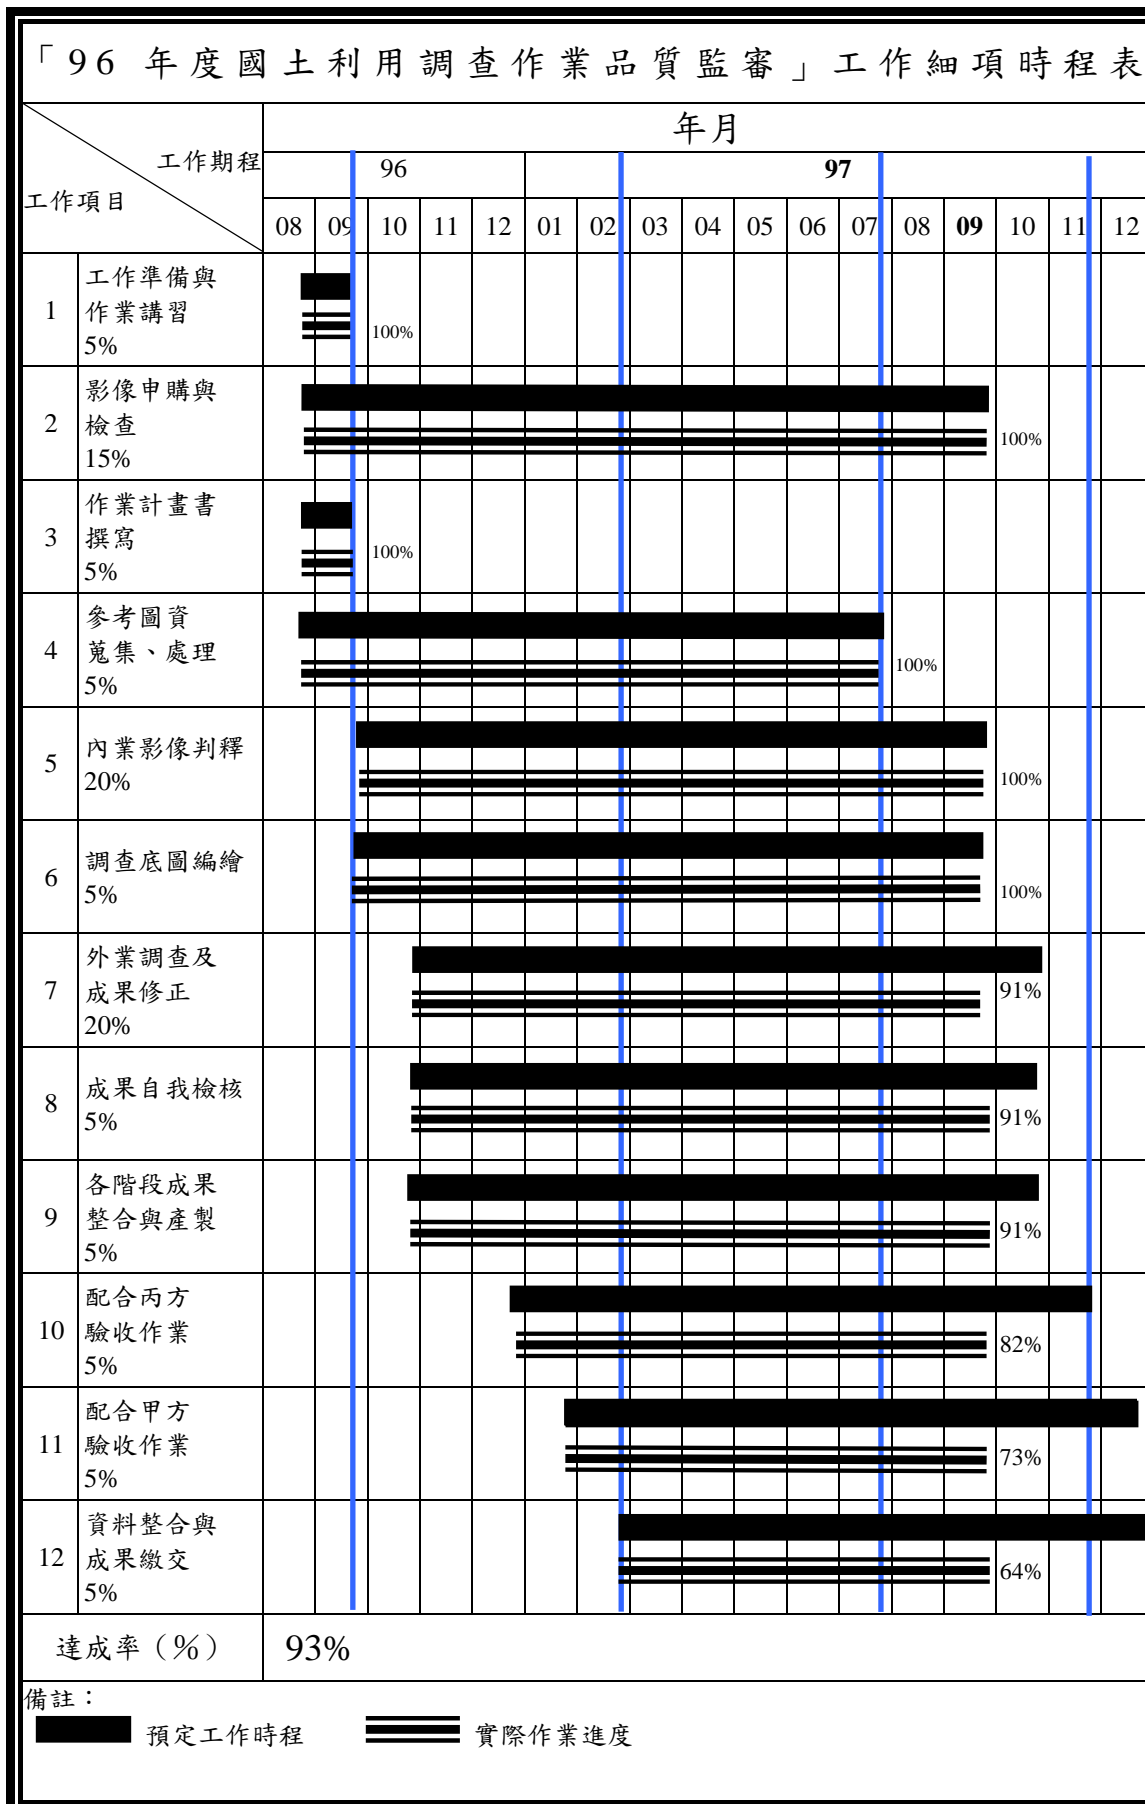 「96 年度國土利用調查作業品質監審」工作細項時程表
工作期程
工作項目
年月
96
97
08 09 10 11 12 01 02 03 04 05 06 07 08 09 10 11 12
1
工作準備與
作業講習
5%
100%
2
影像申購與
檢查
15%
100%
3
作業計畫書
撰寫
5%
100%
4
參考圖資
蒐集、處理
5%
100%
5
內業影像判釋
20%
100%
6
調查底圖編繪
5%
100%
7
外業調查及
成果修正
20%
91%
8
成果自我檢核
5%
91%
9
各階段成果
整合與產製
5%
91%
10
配合丙方
驗收作業
5%
82%
11
配合甲方
驗收作業
5%
73%
12
資料整合與
成果繳交
5%
64%
達成率（%） 93%
備註：
預定工作時程 實際作業進度